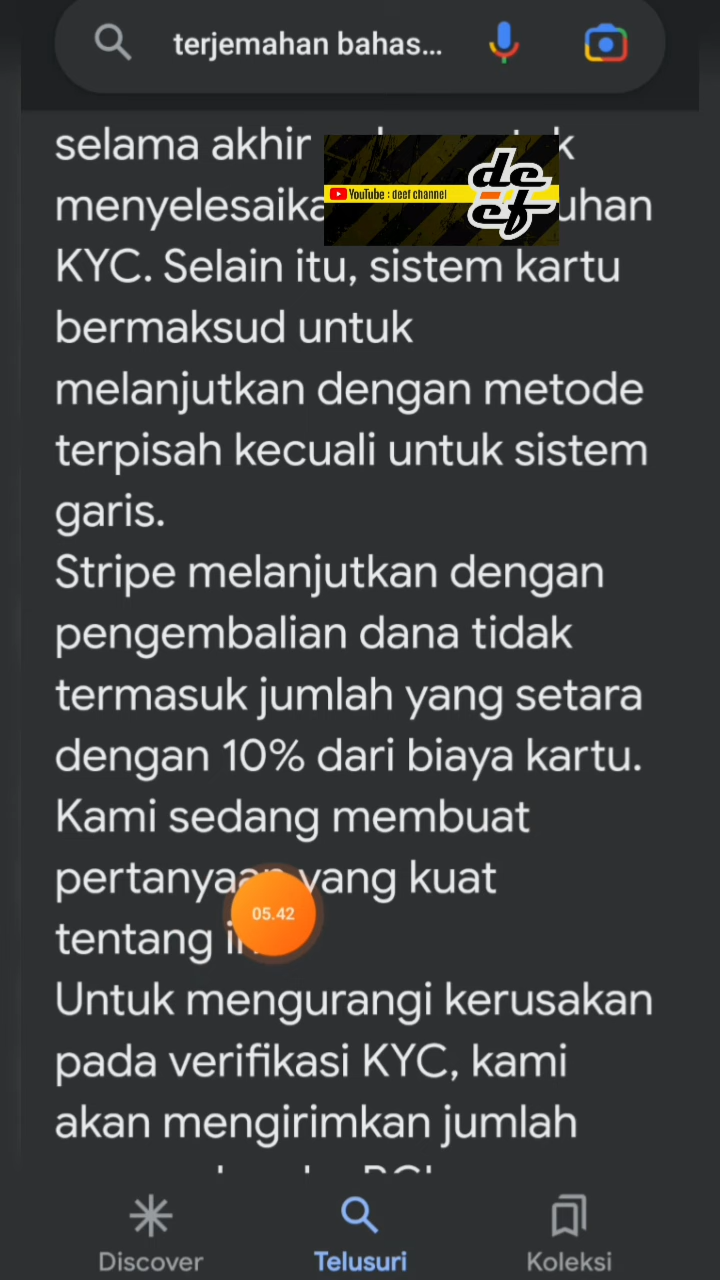 terjemahan bahas...
selama akhir
YouTube : deef channel
de
ef
KYC. Selain itu, sistem kartu
bermaksud untuk
melanjutkan dengan metode
terpisah kecuali untuk sistem
garis.
Stripe melanjutkan dengan
pengembalian dana tidak
termasuk jumlah yang setara
dengan 10% dari biaya kartu.
Kami sedang membuat
pertanyaan yang kuat
tentang
05.42
Untuk mengurangi kerusakan
pada verifikasi KYC, kami
akan mengirimkan jumlah
Discover
Telusuri
Koleksi